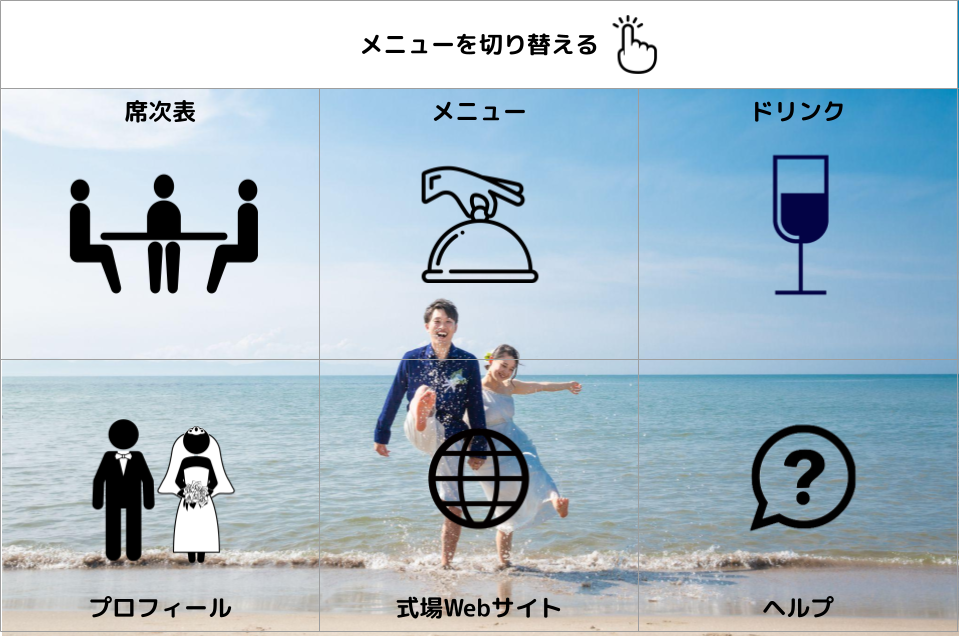 メニューを切り替える
席次表
メニュー
ドリンク
プロフィール
式場Webサイト
ヘルプ